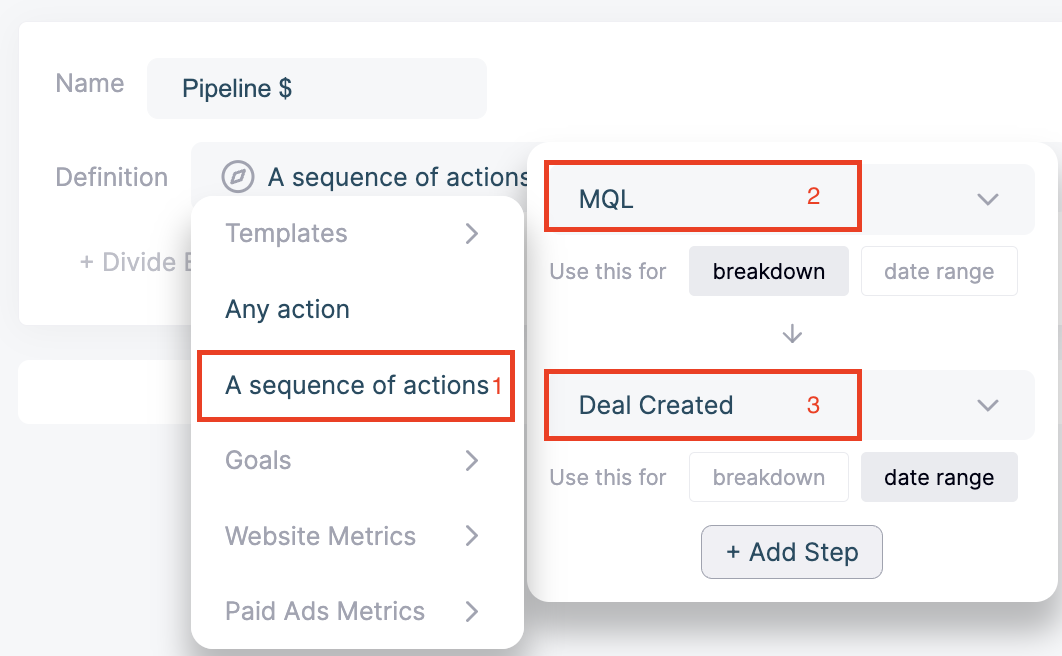 Name
Pipeline $
Definition
A sequence of actions
+ Divide
Templates
Any action
A sequence of actions 1
Goals
Website Metrics
Paid Ads Metrics
MQL 2
Use this for breakdown date range
Deal Created 3
Use this for breakdown date range
+ Add Step